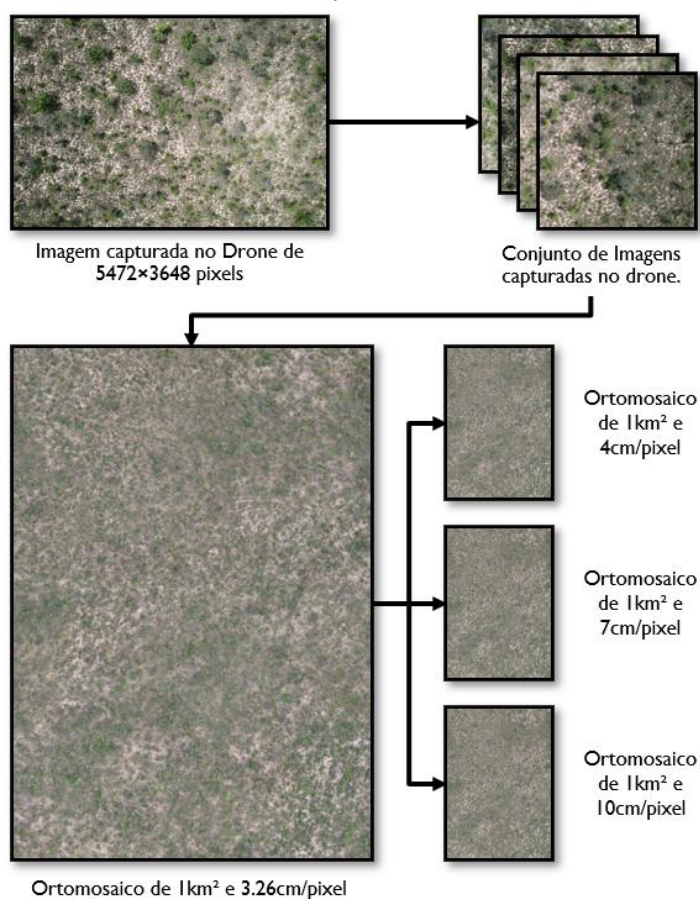 Imagem capturada no Drone de
5472×3648 pixels
Conjunto de Imagens
capturadas no drone.
Ortomosaico
de 1km² e
4cm/pixel
Ortomosaico
de 1km² e
7cm/pixel
Ortomosaico
de 1km² e
10cm/pixel
Ortomosaico de 1km² e 3.26cm/pixel